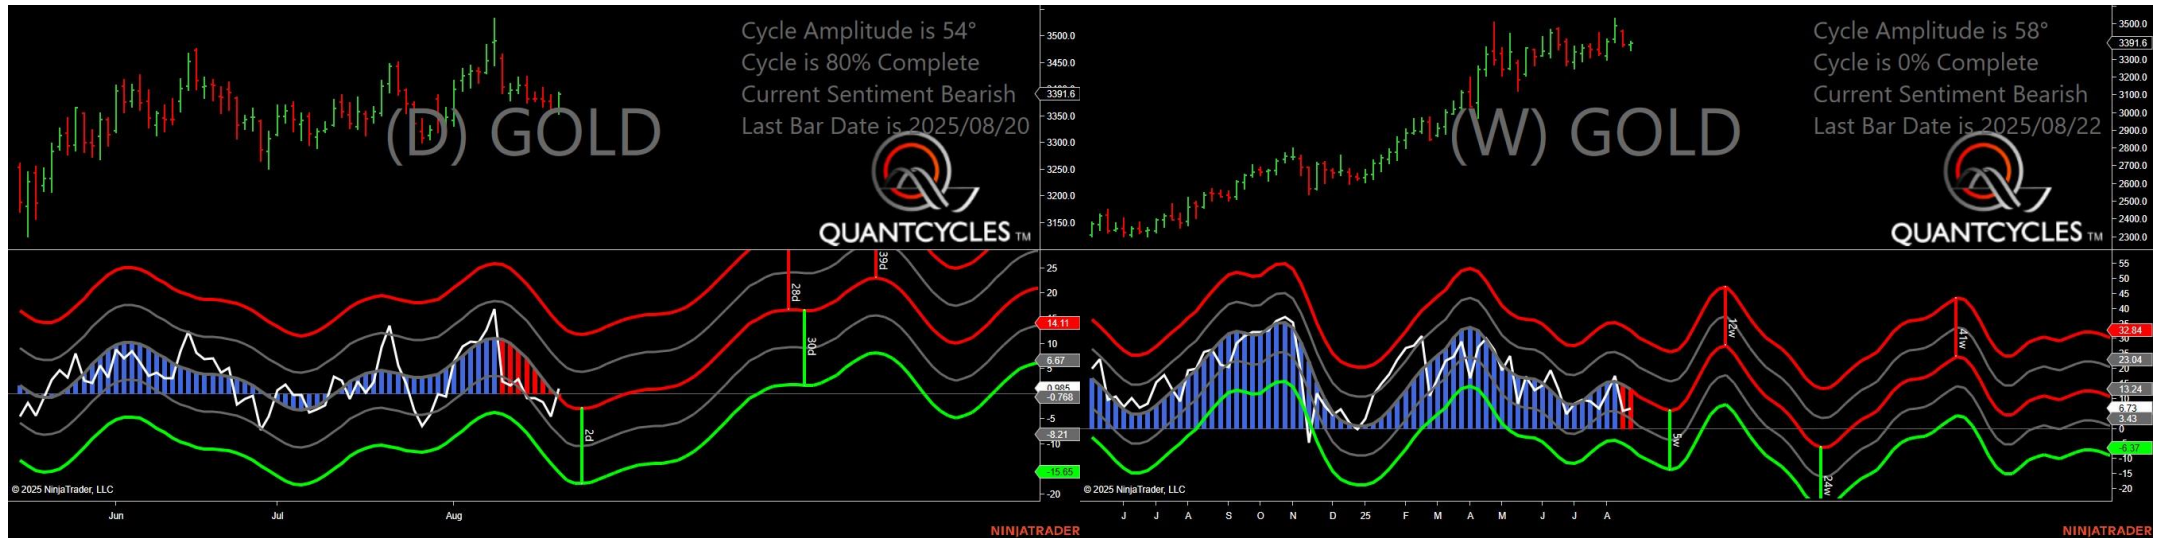 Cycle Amplitude is 54°
Cycle is 80% Complete
Current Sentiment Bearish
Last Bar Date is 2025/08/20
(D) GOLD
QUANTCYCLES TM
3500.0
3450.0
3391.6
3350.0
3300.0
3250.0
3200.0
3150.0
39d
28d
30d
2d
25
20
14.11
10
6.67
0.985
-0.768
-5
-8.21
-10
-15.65
-20
© 2025 NinjaTrader, LLC
Jun
Jul
Aug
NINJATRADER
Cycle Amplitude is 58°
Cycle is 0% Complete
Current Sentiment Bearish
Last Bar Date is 2025/08/22
(W) GOLD
QUANTCYCLES TM
3500.0
3391.6
3300.0
3200.0
3100.0
3000.0
2900.0
2800.0
2700.0
2600.0
2500.0
2400.0
2300.0
12w
41w
5w
24w
55
50
45
40
32.84
30
23.04
20
13.24
10
6.73
3.43
0
-6.37
-10
-15
-20
© 2025 NinjaTrader, LLC
J
J
A
S
O
N
D
25
F
M
A
M
J
J
A
NINJATRADER